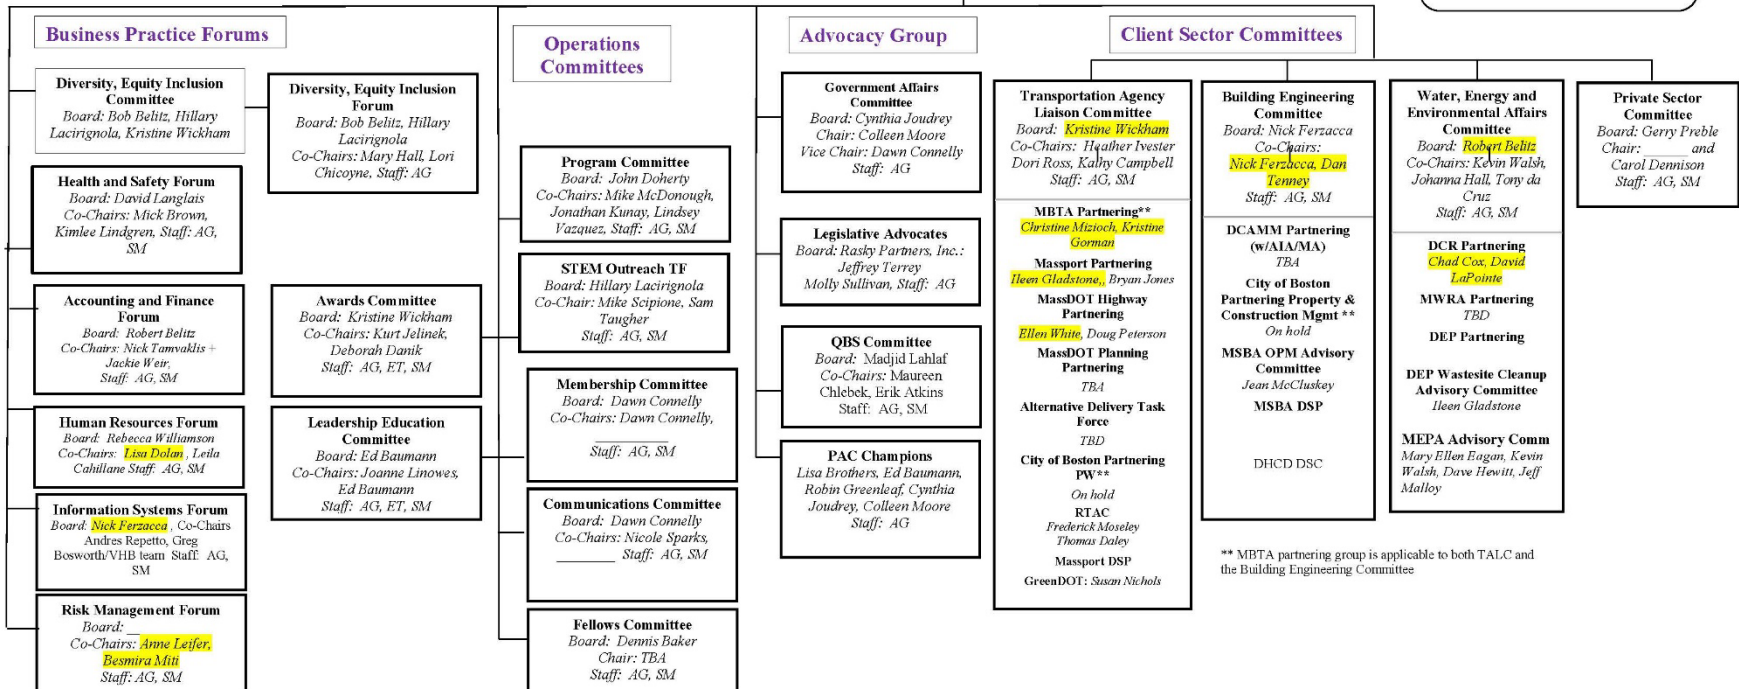 Business Practice Forums
Diversity, Equity Inclusion
Committee
Board: Bob Belitz, Hillary
Lacirignola, Kristine Wickham
Diversity, Equity Inclusion
Forum
Board: Bob Belitz, Hillary
Lacirignola
Co-Chairs: Mary Hall, Lori
Chicoyne, Staff: AG
Health and Safety Forum
Board: David Langlais
Co-Chairs: Mick Brown,
Kimlee Lindgren, Staff: AG,
SM
Accounting and Finance
Forum
Board: Robert Belitz
Co-Chairs: Nick Tamvaklis +
Jackie Weir,
Staff: AG, SM
Human Resources Forum
Board: Rebecca Williamson
Co-Chairs: Lisa Dolan , Leila
Cahillane Staff: AG, SM
Information Systems Forum
Board: Nick Ferzacca , Co-Chairs
Andres Repetto, Greg
Bosworth/VHB team Staff: AG,
SM
Risk Management Forum
Board: __
Co-Chairs: Anne Leifer,
Besmira Miti
Staff: AG, SM
Awards Committee
Board: Kristine Wickham
Co-Chairs: Kurt Jelinek,
Deborah Danik
Staff: AG, ET, SM
Leadership Education
Committee
Board: Ed Baumann
Co-Chairs: Joanne Linowes,
Ed Baumann
Staff: AG, ET, SM
Operations
Committees
Program Committee
Board: John Doherty
Co-Chairs: Mike McDonough,
Jonathan Kunay, Lindsey
Vazquez, Staff: AG, SM
STEM Outreach TF
Board: Hillary Lacirignola
Co-Chair: Mike Scipione, Sam
Taugher
Staff: AG, SM
Membership Committee
Board: Dawn Connelly
Co-Chairs: Dawn Connelly,
________
Staff: AG, SM
Communications Committee
Board: Dawn Connelly
Co-Chairs: Nicole Sparks,
________ Staff: AG, SM
Fellows Committee
Board: Dennis Baker
Chair: TBA
Staff: AG, SM
Advocacy Group
Government Affairs
Committee
Board: Cynthia Joudrey
Chair: Colleen Moore
Vice Chair: Dawn Connelly
Staff: AG
Legislative Advocates
Board: Rasky Partners, Inc.:
Jeffrey Terrey
Molly Sullivan, Staff: AG
QBS Committee
Board: Madjid Lahlaf
Co-Chairs: Maureen
Chlebek, Erik Atkins
Staff: AG, SM
PAC Champions
Lisa Brothers, Ed Baumann,
Robin Greenleaf, Cynthia
Joudrey, Colleen Moore
Staff: AG
Client Sector Committees
Transportation Agency
Liaison Committee
Board: Kristine Wickham
Co-Chairs: Heather Ivester
Dori Ross, Kathy Campbell
Staff: AG, SM
MBTA Partnering**
Christine Mizioch, Kristine
Gorman
Massport Partnering
Ileen Gladstone,, Bryan Jones
MassDOT Highway
Partnering
Ellen White, Doug Peterson
MassDOT Planning
Partnering
TBA
Alternative Delivery Task
Force
TBD
City of Boston Partnering
PW**
On hold
RTAC
Frederick Moseley
Thomas Daley
Massport DSP
GreenDOT: Susan Nichols
Building Engineering
Committee
Board: Nick Ferzacca
Co-Chairs:
Nick Ferzacca, Dan
Tenney
Staff: AG, SM
DCAMM Partnering
(w/AIA/MA)
TBA
City of Boston
Partnering Property &
Construction Mgmt **
On hold
MSBA OPM Advisory
Committee
Jean McCluskey
MSBA DSP
DHCD DSC
Water, Energy and
Environmental Affairs
Committee
Board: Robert Belitz
Co-Chairs: Kevin Walsh,
Johanna Hall, Tony da
Cruz
Staff: AG, SM
DCR Partnering
Chad Cox, David
LaPointe
MWRA Partnering
TBD
DEP Partnering
DEP Wastesite Cleanup
Advisory Committee
Ileen Gladstone
MEPA Advisory Comm
Mary Ellen Eagan, Kevin
Walsh, Dave Hewitt, Jeff
Malloy
Private Sector
Committee
Board: Gerry Preble
Chair: ______ and
Carol Dennison
Staff: AG, SM
** MBTA partnering group is applicable to both TALC and
the Building Engineering Committee